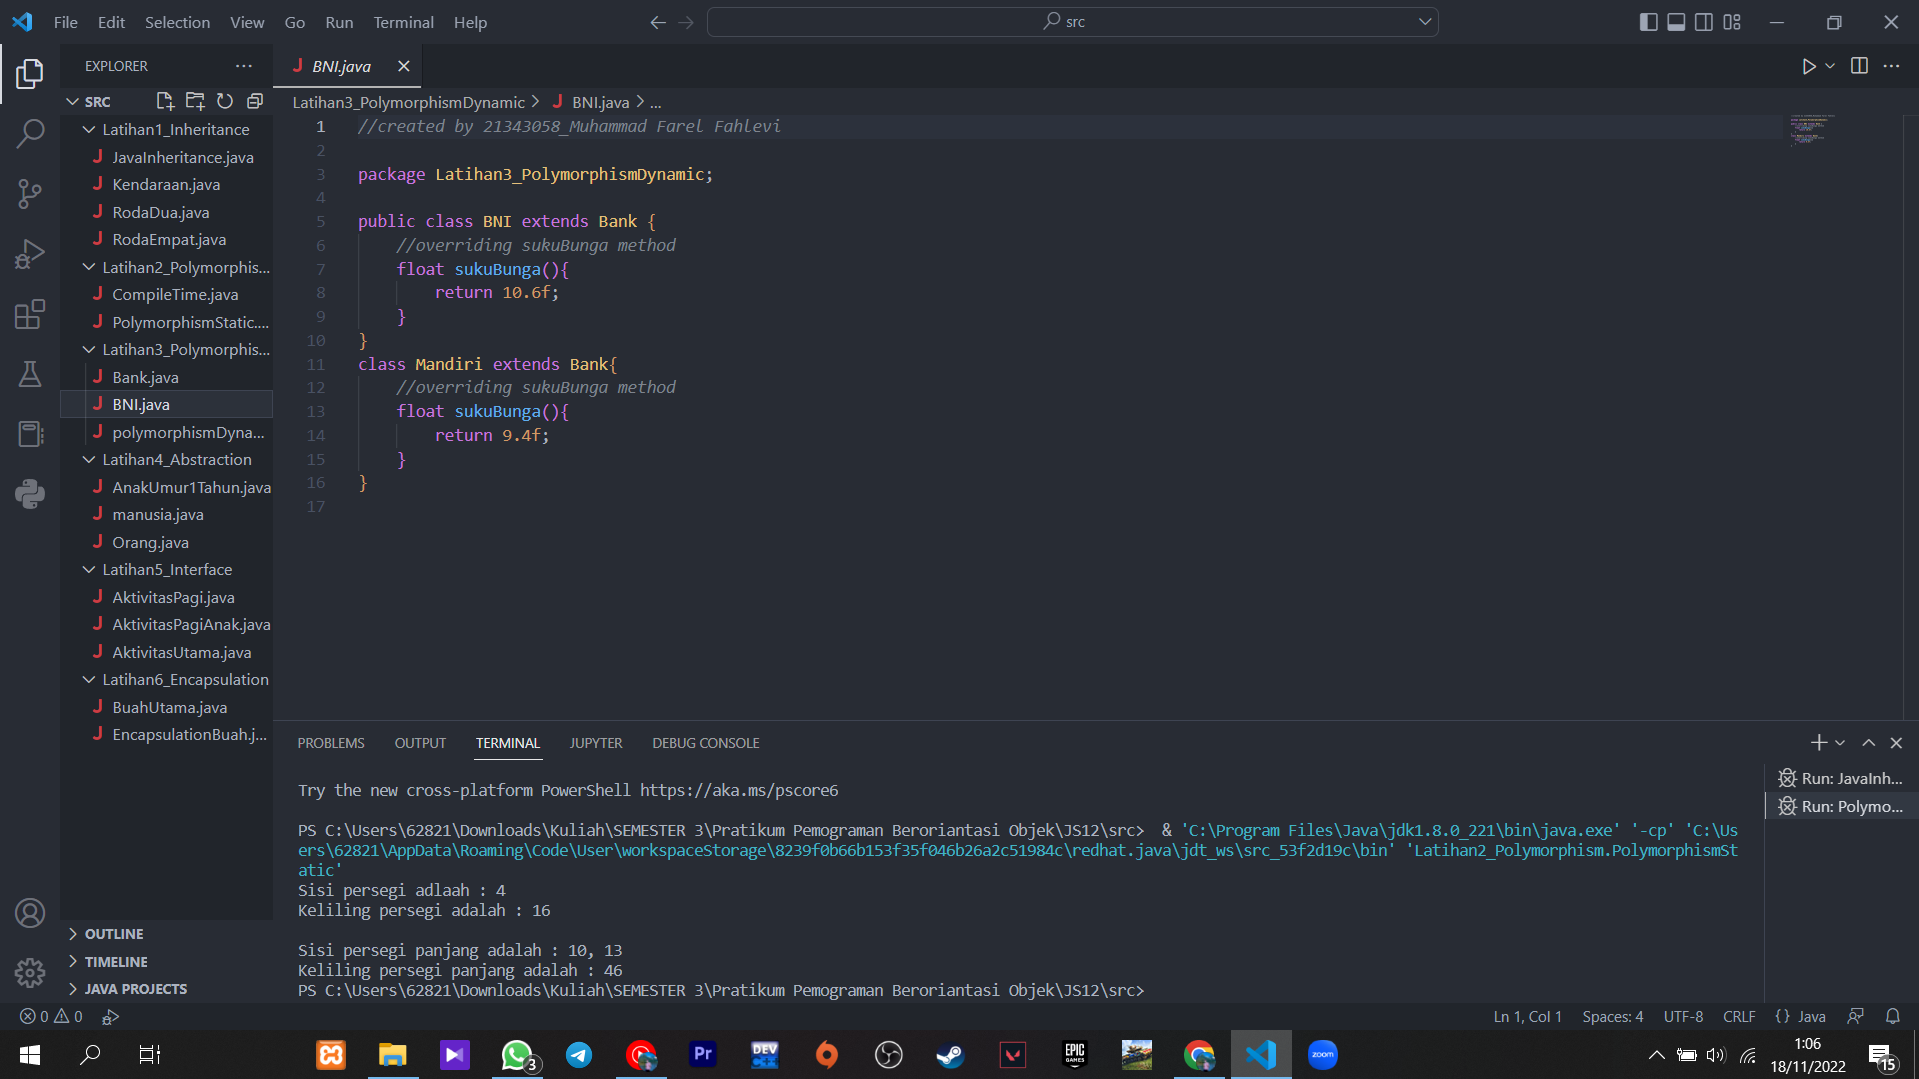 File Edit Selection View Go Run Terminal Help
src
EXPLORER
BNI.java
SRC
Latihan3_PolymorphismDynamic > BNI.java > ...
Latihan1_Inheritance
JavaInheritance.java
Kendaraan.java
RodaDua.java
RodaEmpat.java
Latihan2_Polymorphis...
CompileTime.java
PolymorphismStatic....
Latihan3_Polymorphis...
Bank.java
BNI.java
polymorphismDyna...
Latihan4_Abstraction
AnakUmur1Tahun.java
manusia.java
Orang.java
Latihan5_Interface
AktivitasPagi.java
AktivitasPagiAnak.java
AktivitasUtama.java
Latihan6_Encapsulation
BuahUtama.java
EncapsulationBuah.j...
OUTLINE
TIMELINE
JAVA PROJECTS
1 //created by 21343058_Muhammad Farel Fahlevi
2
3 package Latihan3_PolymorphismDynamic;
4
5 public class BNI extends Bank {
6 //overriding sukuBunga method
7 float sukuBunga(){
8 return 10.6f;
9 }
10 }
11 class Mandiri extends Bank{
12 //overriding sukuBunga method
13 float sukuBunga(){
14 return 9.4f;
15 }
16 }
17
PROBLEMS OUTPUT TERMINAL JUPYTER DEBUG CONSOLE
Try the new cross-platform PowerShell https://aka.ms/pscore6
PS C:\Users\62821\Downloads\Kuliah\SEMESTER 3\Pratikum Pemograman Beroriantasi Objek\JS12\src> & 'C:\Program Files\Java\jdk1.8.0_221\bin\java.exe' '-cp' 'C:\Us
ers\62821\AppData\Roaming\Code\User\workspaceStorage\8239f0b66b153f35f046b26a2c51984c\redhat.java\jdt_ws\src_53f2d19c\bin' 'Latihan2_Polymorphism.PolymorphismSt
atic'
Sisi persegi adlaah : 4
Keliling persegi adalah : 16
Sisi persegi panjang adalah : 10, 13
Keliling persegi panjang adalah : 46
PS C:\Users\62821\Downloads\Kuliah\SEMESTER 3\Pratikum Pemograman Beroriantasi Objek\JS12\src>
Run: JavaInh...
Run: Polymo...
0 0
Ln 1, Col 1 Spaces: 4 UTF-8 CRLF {} Java
3
Pr
DEV C++
EPIC GAMES
zoom
1:06
18/11/2022
15